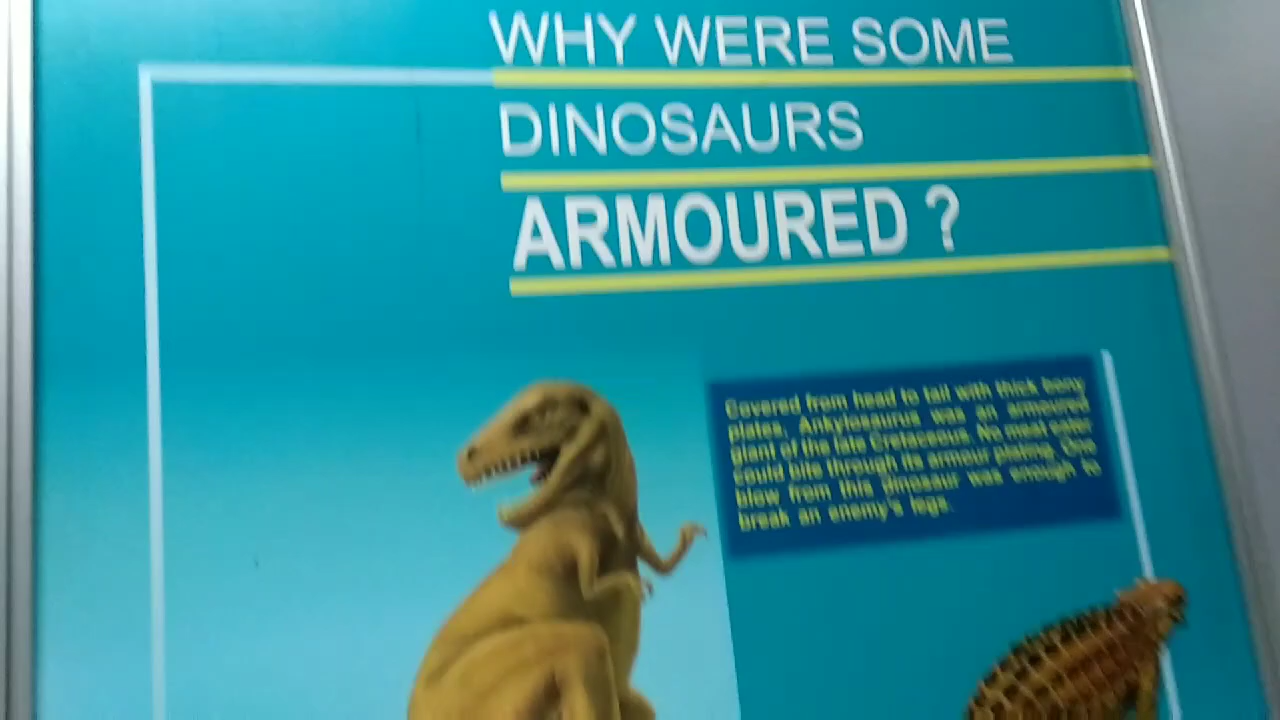 WHY WERE SOME
DINOSAURS
ARMOURED ?
Covered from head to tail with thick bony
plates, Ankylosaurus was an armoured
giant of the late Cretaceous. No meat eater
could bite through its armour plating. One
blow from this dinosaur was enough to
break an enemy's legs.